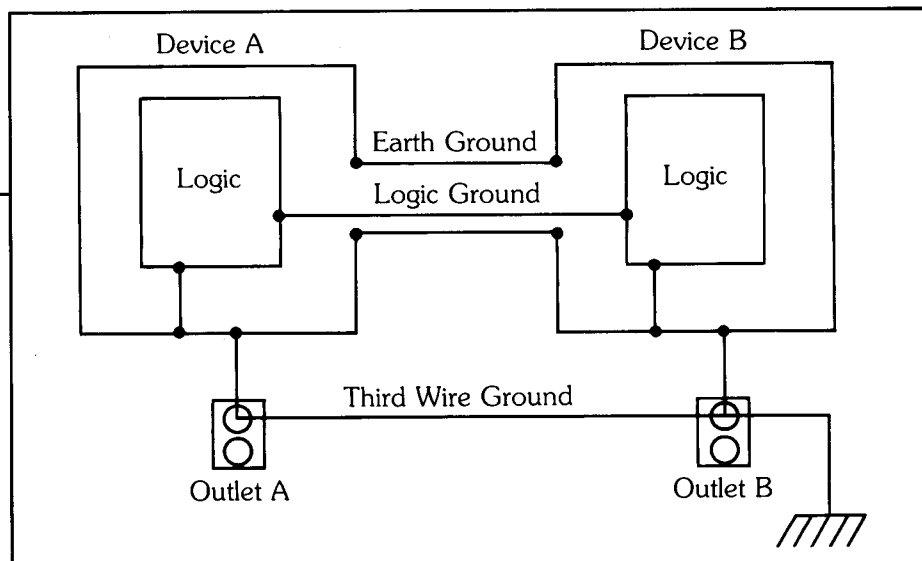 Device A
Device B
Earth Ground
Logic
Logic Ground
Logic
Third Wire Ground
Outlet A
Outlet B